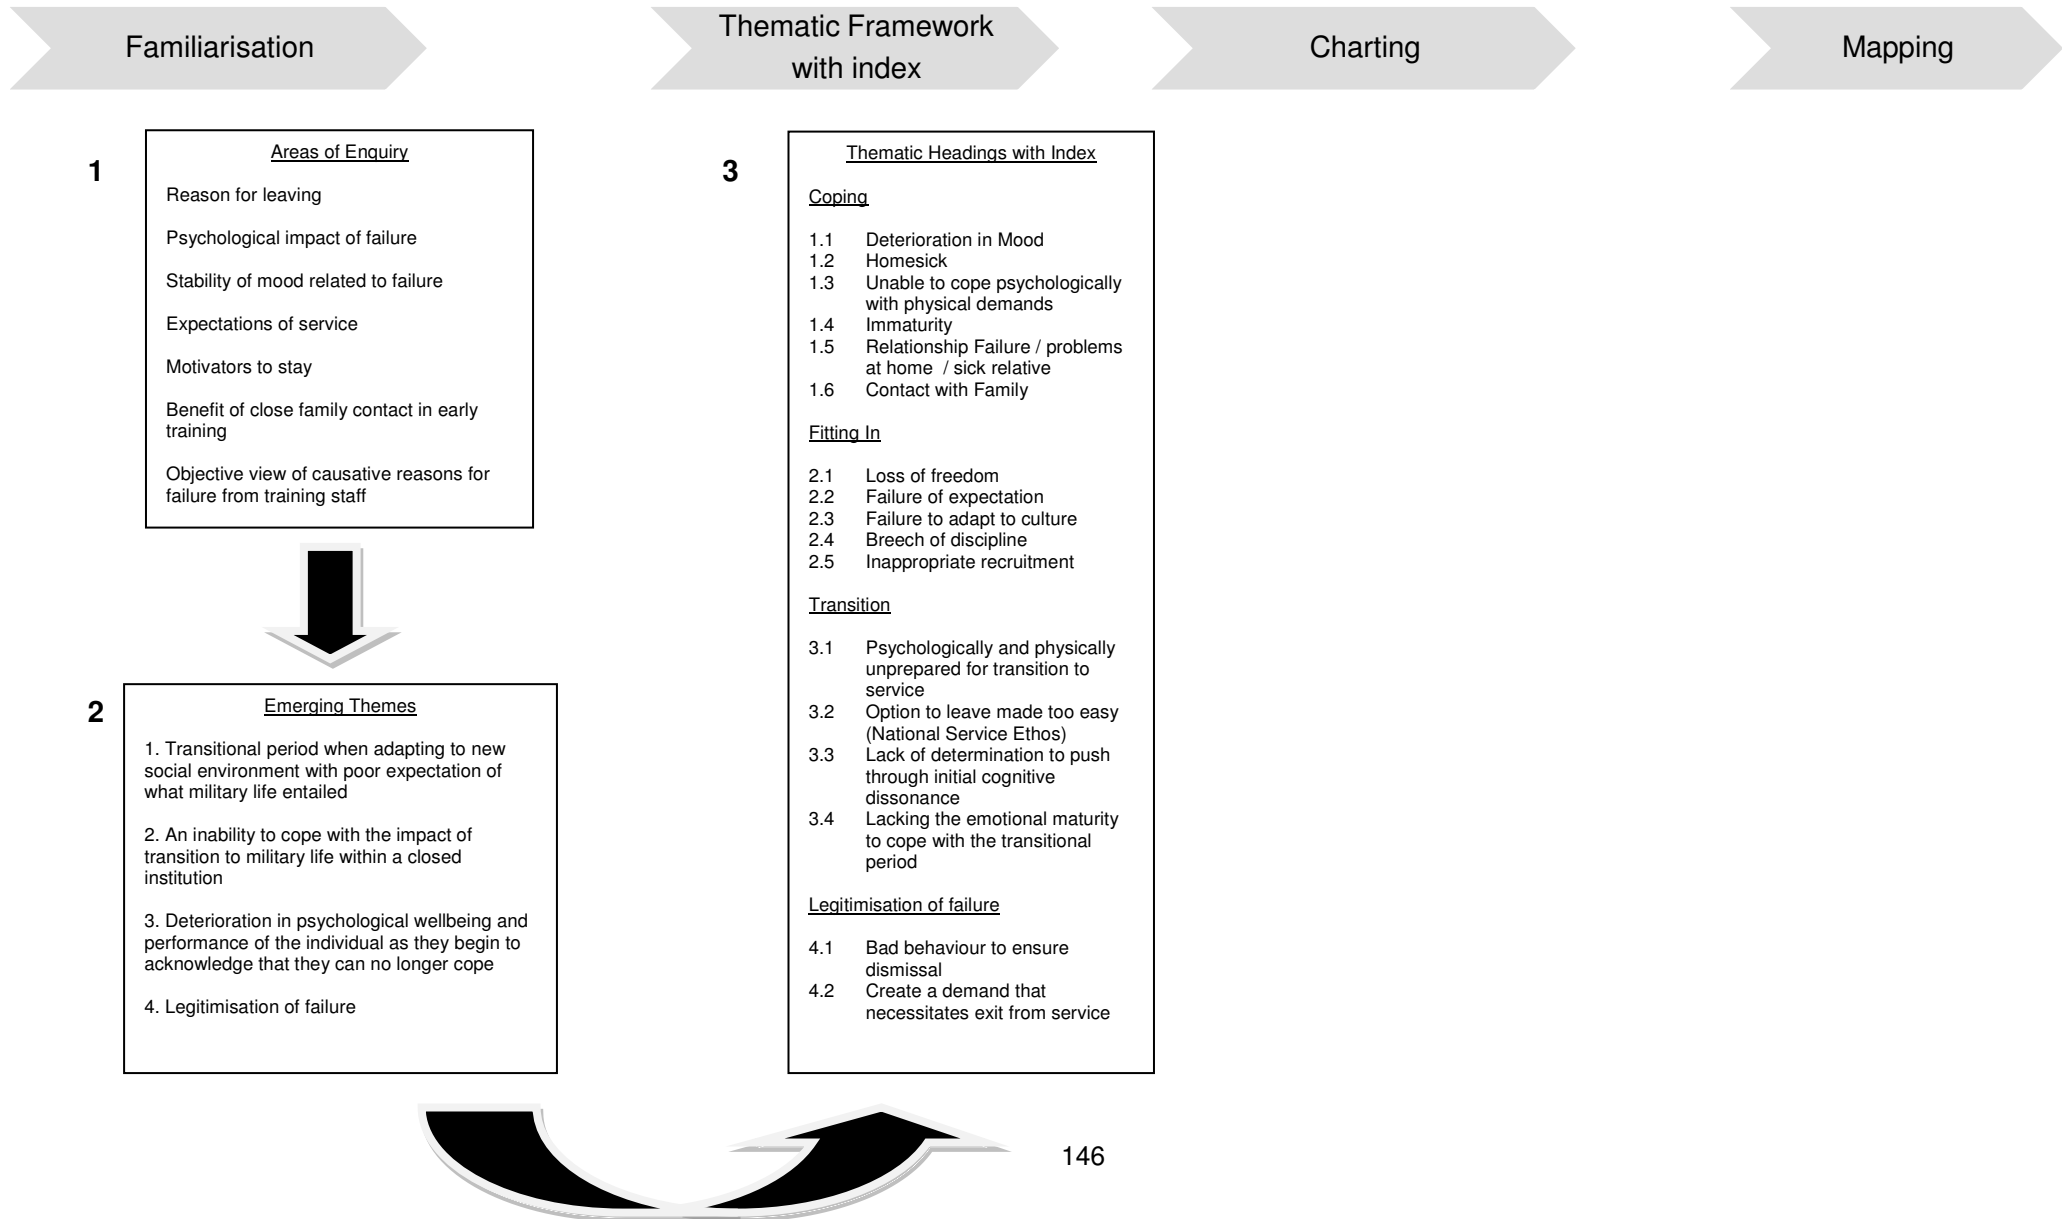 Familiarisation
Thematic Framework
with index
Charting
Mapping
1
Areas of Enquiry
Reason for leaving
Psychological impact of failure
Stability of mood related to failure
Expectations of service
Motivators to stay
Benefit of close family contact in early
training
Objective view of causative reasons for
failure from training staff
2
Emerging Themes
1. Transitional period when adapting to new
social environment with poor expectation of
what military life entailed
2. An inability to cope with the impact of
transition to military life within a closed
institution
3. Deterioration in psychological wellbeing and
performance of the individual as they begin to
acknowledge that they can no longer cope
4. Legitimisation of failure
3
Thematic Headings with Index
Coping
1.1 Deterioration in Mood
1.2 Homesick
1.3 Unable to cope psychologically
with physical demands
1.4 Immaturity
1.5 Relationship Failure / problems
at home / sick relative
1.6 Contact with Family
Fitting In
2.1 Loss of freedom
2.2 Failure of expectation
2.3 Failure to adapt to culture
2.4 Breech of discipline
2.5 Inappropriate recruitment
Transition
3.1 Psychologically and physically
unprepared for transition to
service
3.2 Option to leave made too easy
(National Service Ethos)
3.3 Lack of determination to push
through initial cognitive
dissonance
3.4 Lacking the emotional maturity
to cope with the transitional
period
Legitimisation of failure
4.1 Bad behaviour to ensure
dismissal
4.2 Create a demand that
necessitates exit from service
146